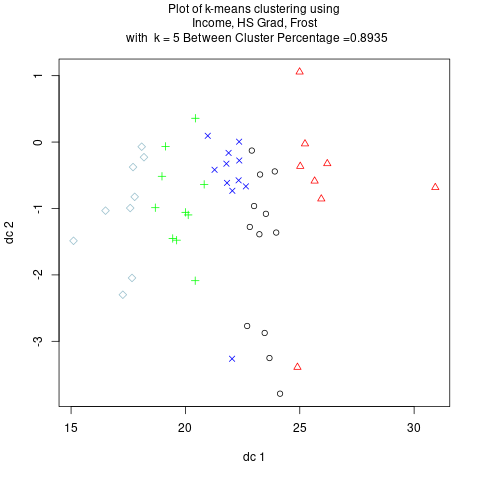 Plot of k-means clustering using
Income, HS Grad, Frost
with k = 5 Between Cluster Percentage =0.8935
1
0
-1
-2
-3
dc 2
15 20 25 30
dc 1